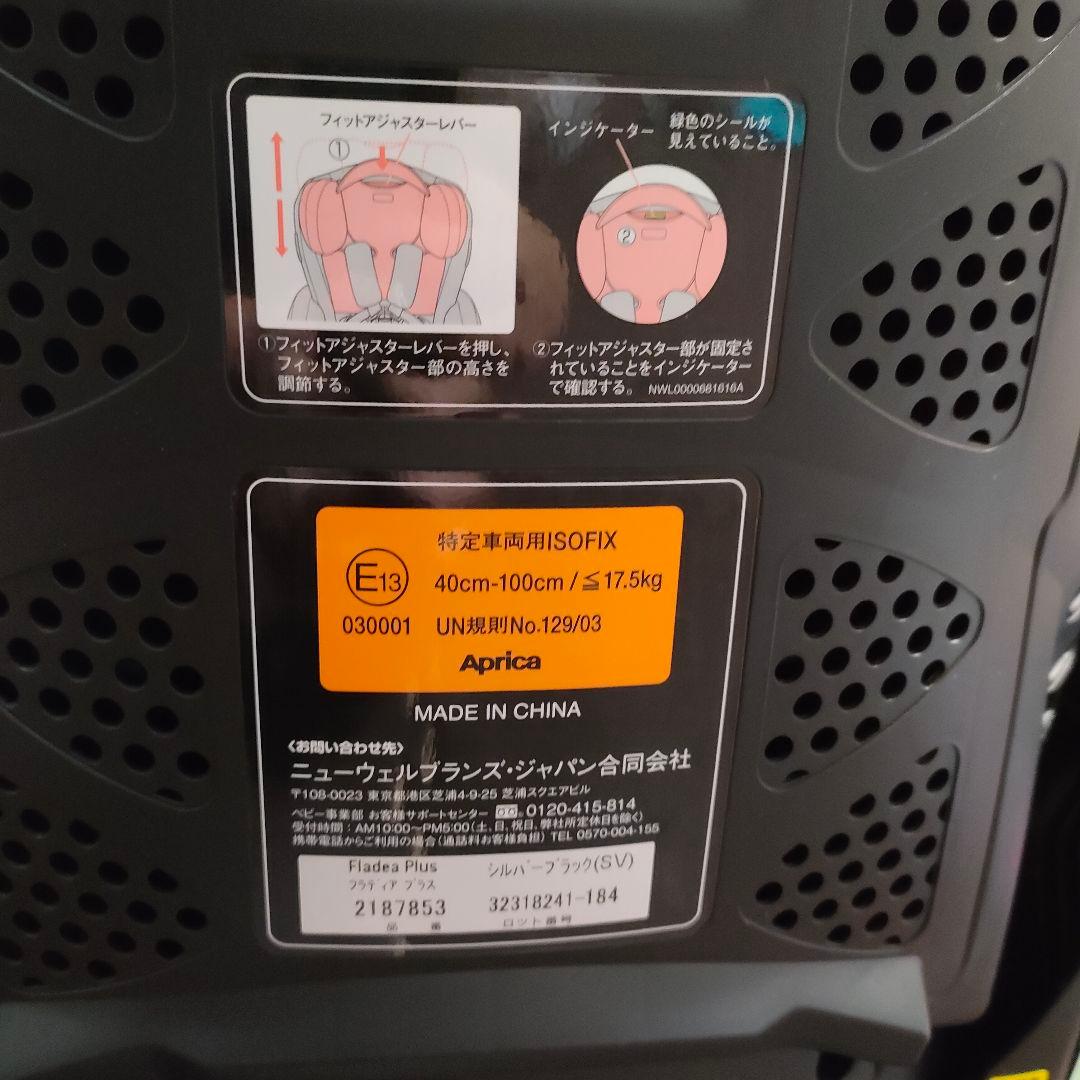 フィットアジャスターレバー
①
①フィットアジャスターレバーを押し、
フィットアジャスター部の高さを
調節する。
インジケーター
緑色のシールが
見えていること。
②
②フィットアジャスター部が固定さ
れていることをインジケーター
で確認する。 NWL0000681616A
特定車両用ISOFIX
E13 40cm-100cm / ≦17.5kg
030001 UN規則No.129/03
Aprica
MADE IN CHINA
〈お問い合わせ先〉
ニューウェルブランズ・ジャパン合同会社
〒108-0023 東京都港区芝浦4-9-25 芝浦スクエアビル
ベビー事業部 お客様サポートセンター 0120-415-814
受付時間:AM10:00〜PM5:00(土、日、祝日、弊社所定休日を除く)
携帯電話からご利用の場合(通話料お客様負担) TEL 0570-004-155
Fladea Plus シルバーブラック(SV)
フラディア プラス
2187853 32318241-184
品番 ロット番号